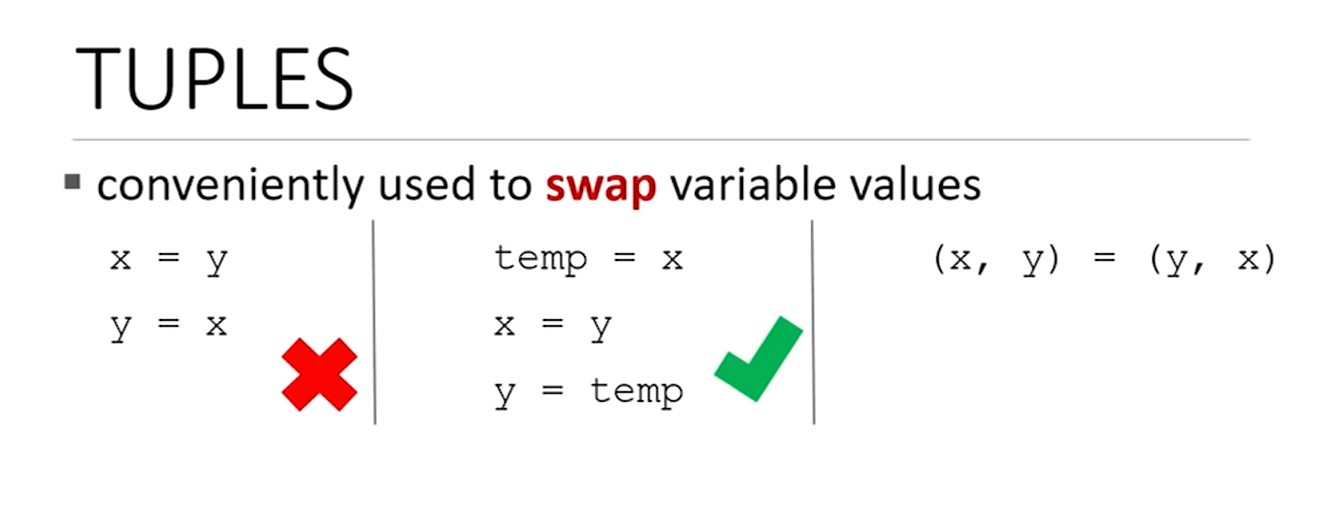 TUPLES
▪ conveniently used to swap variable values
x = y
y = x
temp = x
x = y
y = temp
(x, y) = (y, x)